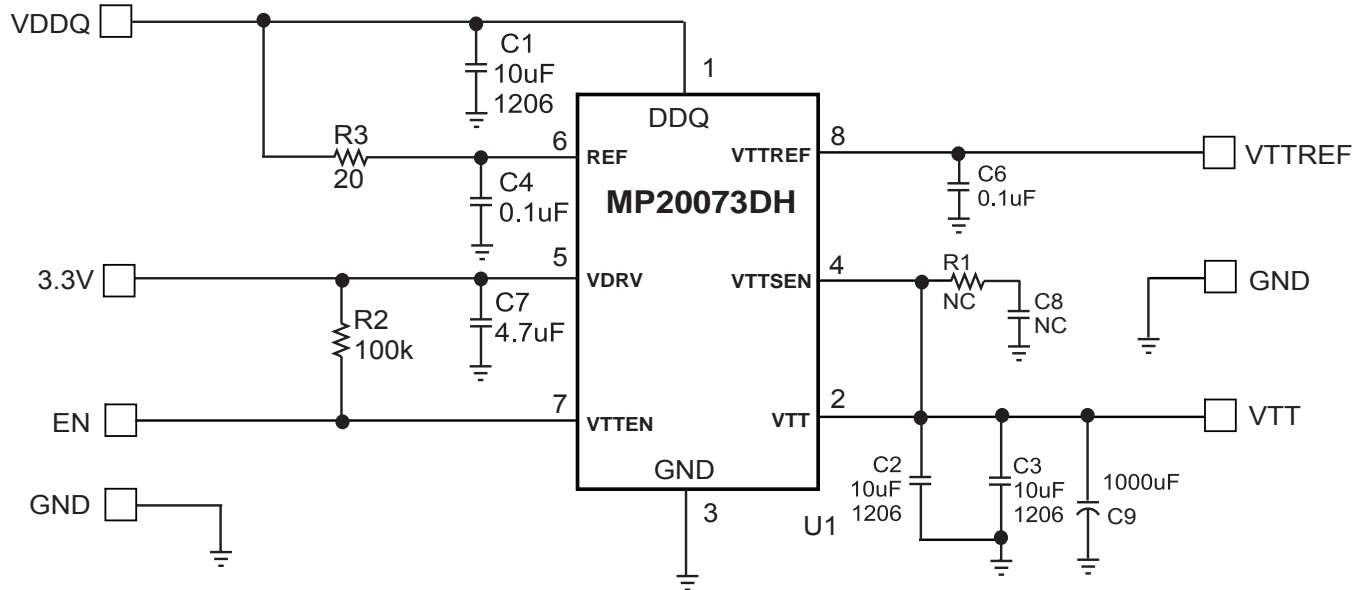 VDDQ
C1
10uF
1206
1
DDQ
R3
20
6
REF
VTTREF
8
VTTREF
C4
0.1uF
MP20073DH
C6
0.1uF
3.3V
5
VDRV
VTTSEN
4
R1
NC
C8
NC
GND
R2
100k
C7
4.7uF
EN
7
VTTEN
VTT
2
VTT
GND
GND
3
U1
C2
10uF
1206
C3
10uF
1206
1000uF
C9